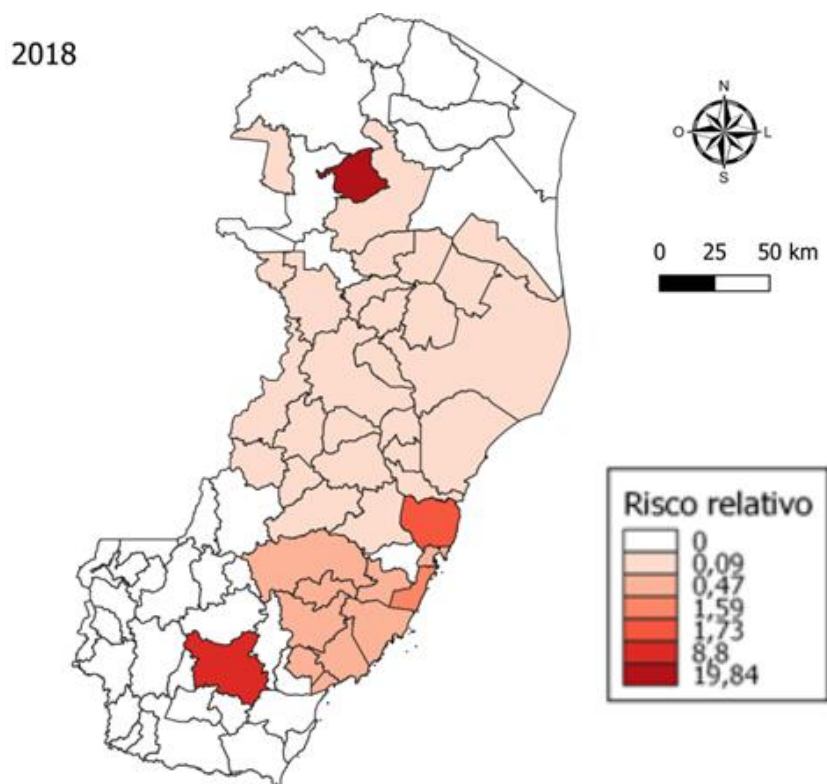 2018
N
O
L
S
0 25 50 km
Risco relativo
0
0,09
0,47
1,59
1,73
8,8
19,84